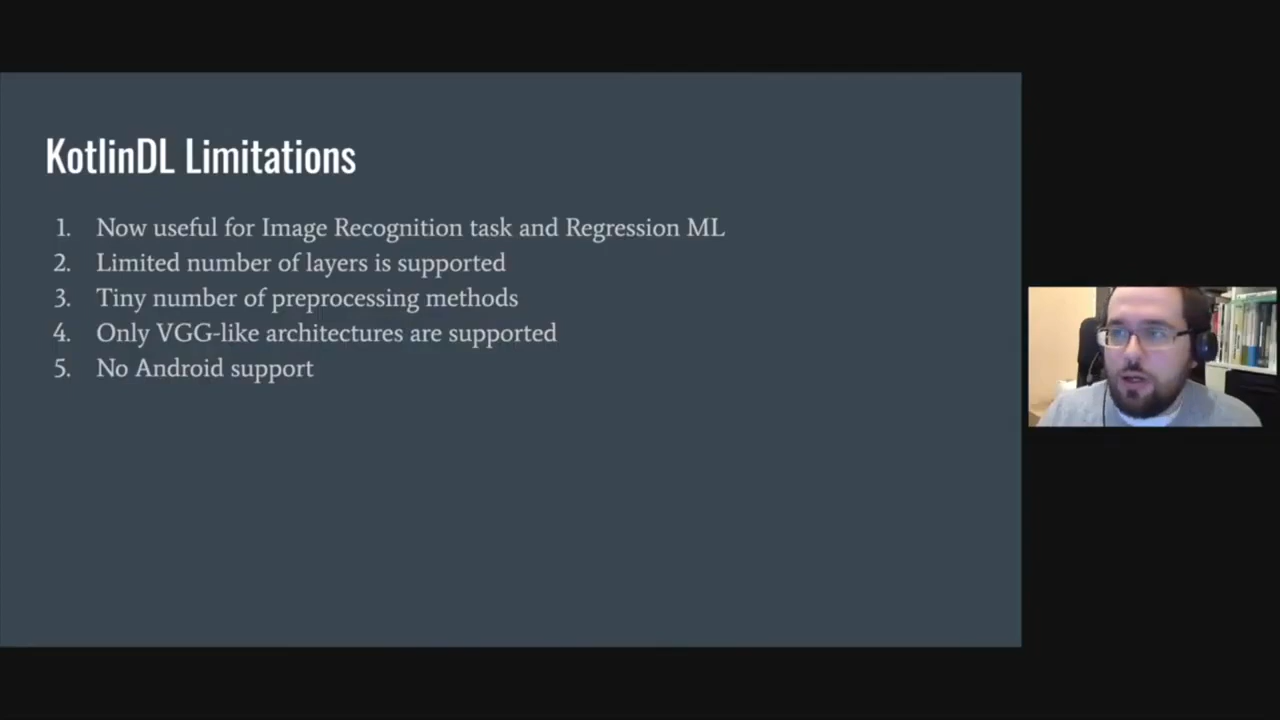 KotlinDL Limitations
1. Now useful for Image Recognition task and Regression ML
2. Limited number of layers is supported
3. Tiny number of preprocessing methods
4. Only VGG-like architectures are supported
5. No Android support